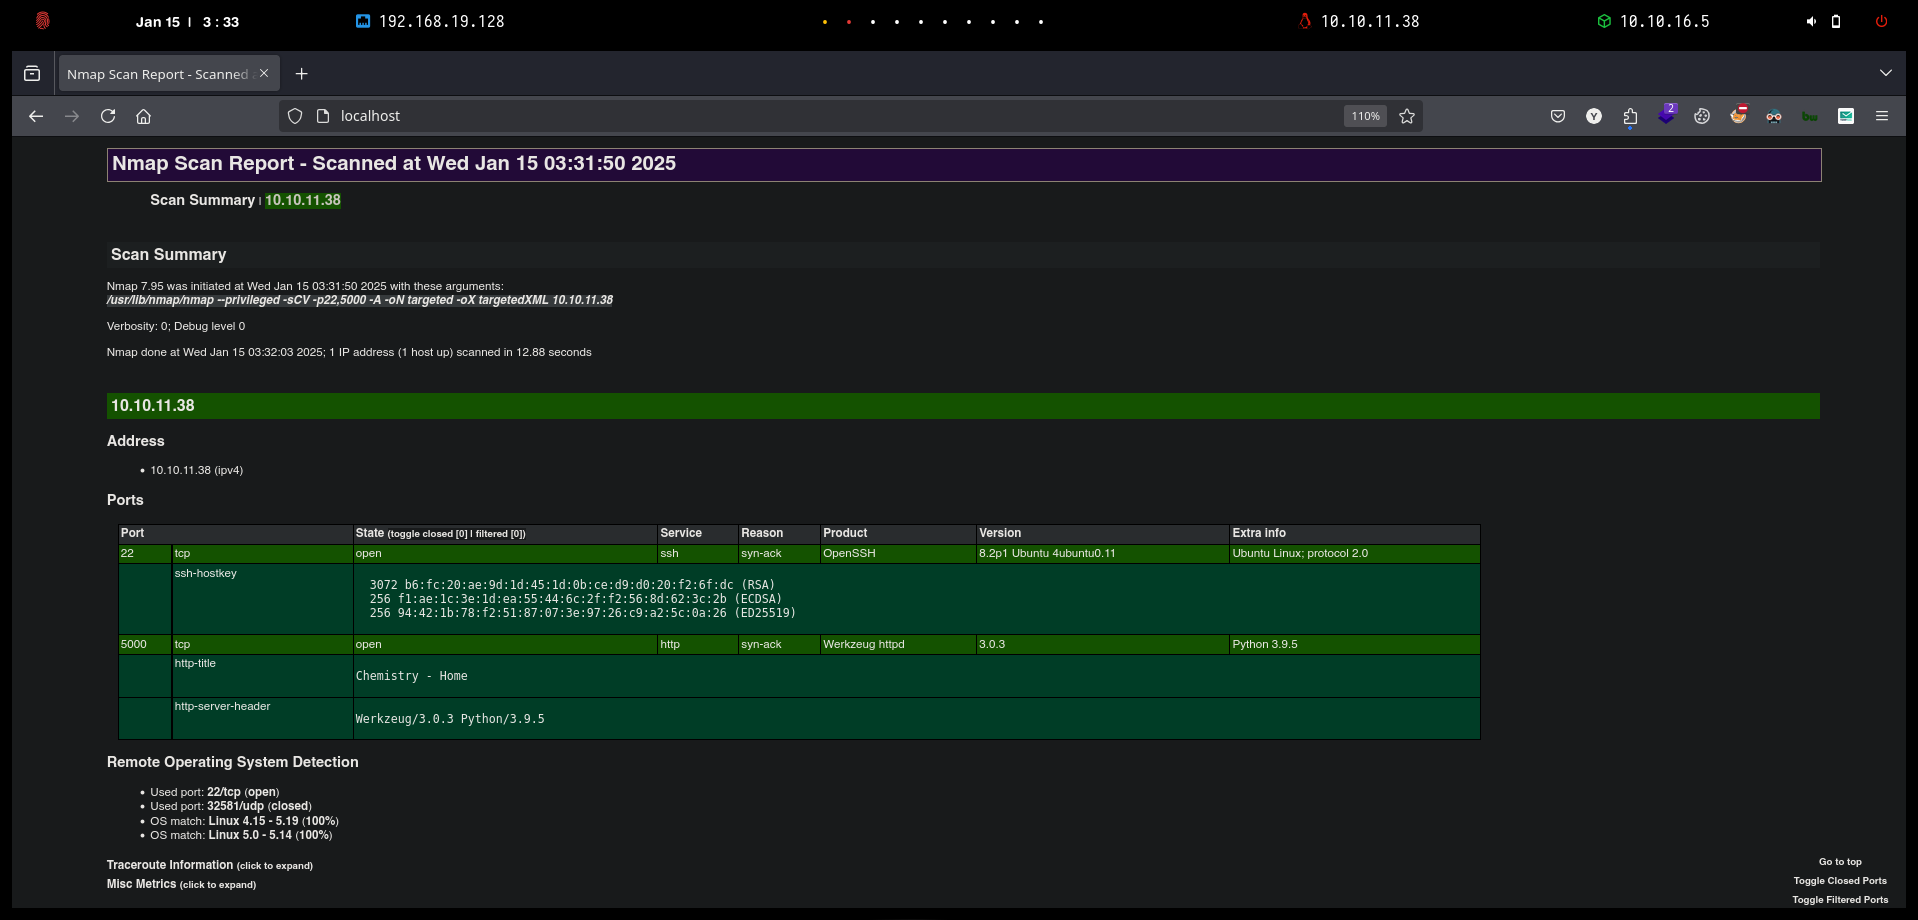 Jan 15 | 3 : 33 192.168.19.128 10.10.11.38 10.10.16.5
Nmap Scan Report - Scanned
localhost 110% Y 2 bw
Nmap Scan Report - Scanned at Wed Jan 15 03:31:50 2025
Scan Summary | 10.10.11.38
Scan Summary
Nmap 7.95 was initiated at Wed Jan 15 03:31:50 2025 with these arguments:
/usr/lib/nmap/nmap --privileged -sCV -p22,5000 -A -oN targeted -oX targetedXML 10.10.11.38
Verbosity: 0; Debug level 0
Nmap done at Wed Jan 15 03:32:03 2025; 1 IP address (1 host up) scanned in 12.88 seconds
10.10.11.38
Address
• 10.10.11.38 (ipv4)
Ports
Port State (toggle closed [0] | filtered [0]) Service Reason Product Version Extra info
22 tcp open ssh syn-ack OpenSSH 8.2p1 Ubuntu 4ubuntu0.11 Ubuntu Linux; protocol 2.0
ssh-hostkey
3072 b6:fc:20:ae:9d:1d:45:1d:0b:ce:d9:d0:20:f2:6f:dc (RSA)
256 f1:ae:1c:3e:1d:ea:55:44:6c:2f:f2:56:8d:62:3c:2b (ECDSA)
256 94:42:1b:78:f2:51:87:07:3e:97:26:c9:a2:5c:0a:26 (ED25519)
5000 tcp open http syn-ack Werkzeug httpd 3.0.3 Python 3.9.5
http-title
Chemistry - Home
http-server-header
Werkzeug/3.0.3 Python/3.9.5
Remote Operating System Detection
• Used port: 22/tcp (open)
• Used port: 32581/udp (closed)
• OS match: Linux 4.15 - 5.19 (100%)
• OS match: Linux 5.0 - 5.14 (100%)
Traceroute Information (click to expand)
Misc Metrics (click to expand)
Go to top
Toggle Closed Ports
Toggle Filtered Ports